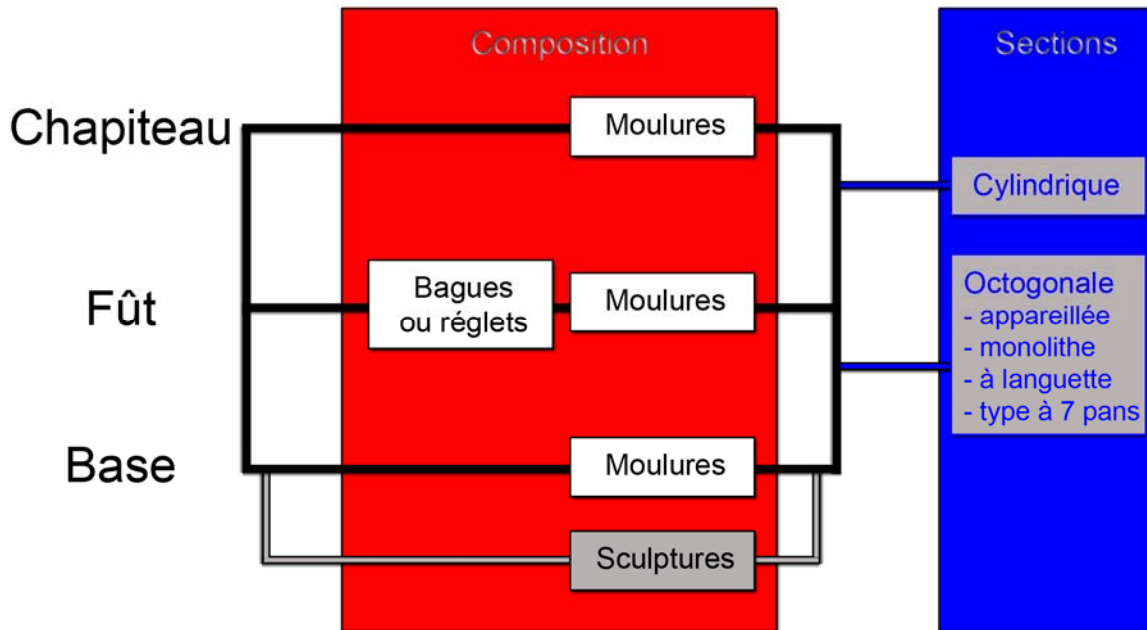 Composition
Sections
Chapiteau
Moulures
Cylindrique
Fût
Bagues
ou réglets
Moulures
Octogonale
- appareillée
- monolithe
- à languette
- type à 7 pans
Base
Moulures
Sculptures